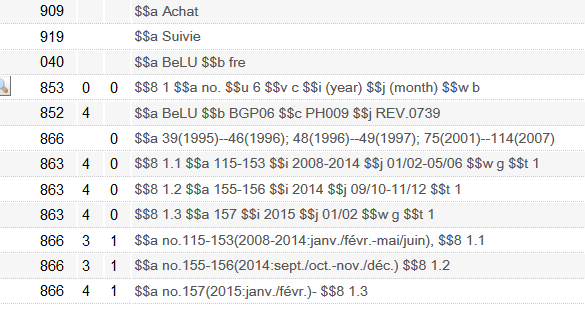 909 $$a Achat
919 $$a Suivie
040 $$a BeLU $$b fre
853 0 0 $$8 1 $$a no. $$u 6 $$v c $$i (year) $$j (month) $$w b
852 4 $$a BeLU $$b BGP06 $$c PH009 $$j REV.0739
866 0 $$a 39(1995)--46(1996); 48(1996)--49(1997); 75(2001)--114(2007)
863 4 0 $$8 1.1 $$a 115-153 $$i 2008-2014 $$j 01/02-05/06 $$w g $$t 1
863 4 0 $$8 1.2 $$a 155-156 $$i 2014 $$j 09/10-11/12 $$t 1
863 4 0 $$8 1.3 $$a 157 $$i 2015 $$j 01/02 $$w g $$t 1
866 3 1 $$a no.115-153(2008-2014:janv./févr.-mai/juin), $$8 1.1
866 3 1 $$a no.155-156(2014:sept./oct.-nov./déc.) $$8 1.2
866 4 1 $$a no.157(2015:janv./févr.)- $$8 1.3